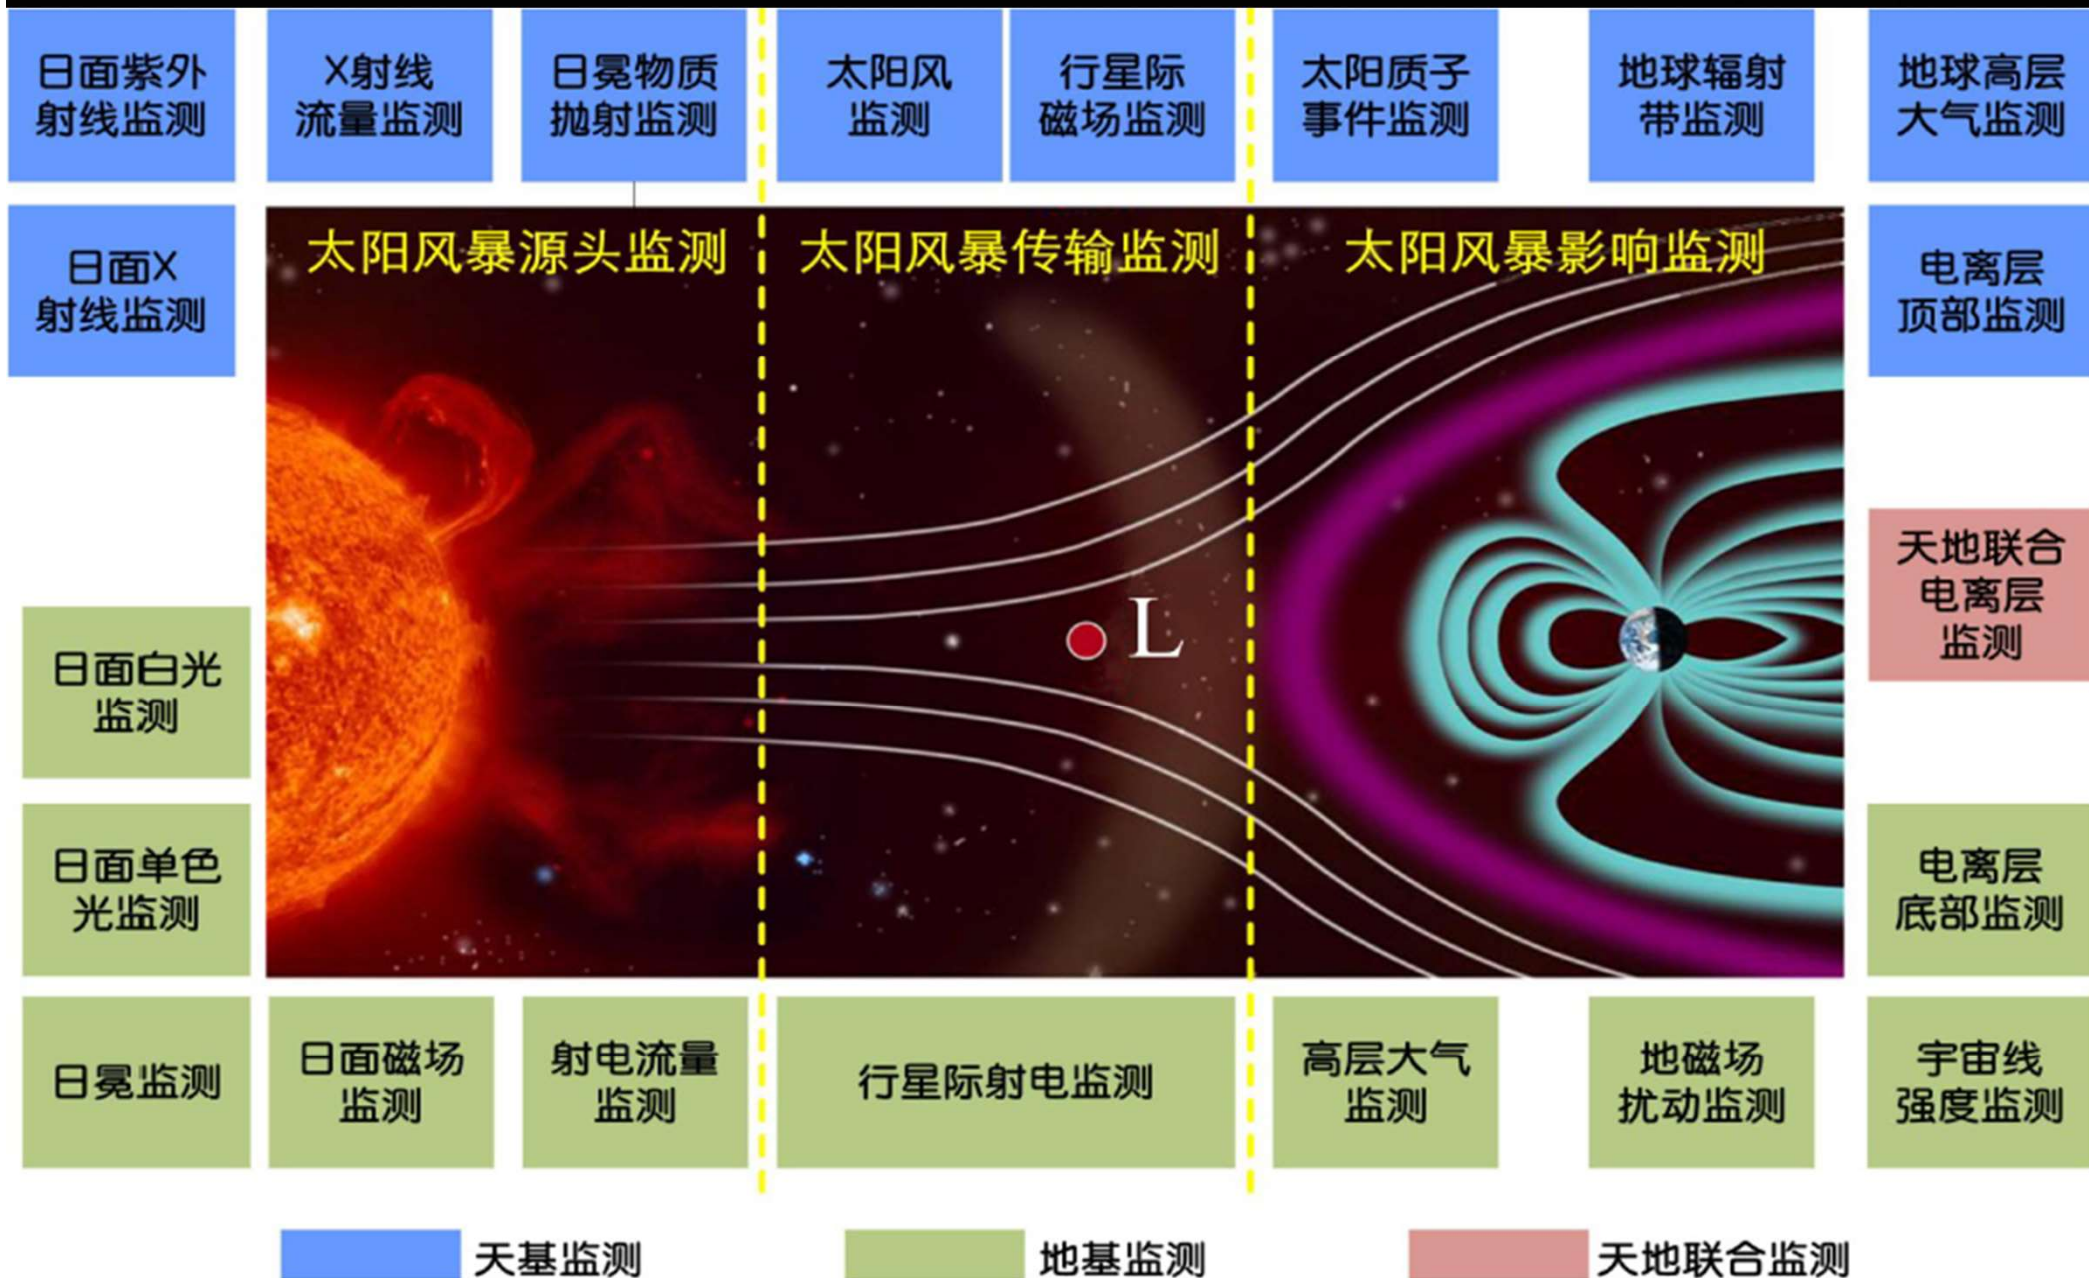 日面紫外
射线监测
X射线
流量监测
日冕物质
抛射监测
太阳风
监测
行星际
磁场监测
太阳质子
事件监测
地球辐射
带监测
地球高层
大气监测
日面X
射线监测
太阳风暴源头监测
太阳风暴传输监测
太阳风暴影响监测
电离层
顶部监测
天地联合
电离层
监测
L
日面白光
监测
日面单色
光监测
电离层
底部监测
日冕监测
日面磁场
监测
射电流量
监测
行星际射电监测
高层大气
监测
地磁场
扰动监测
宇宙线
强度监测
天基监测
地基监测
天地联合监测